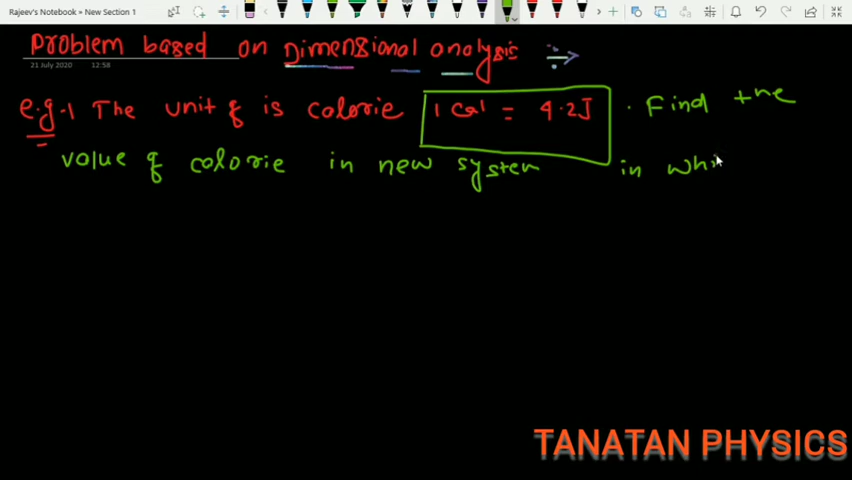 Rajeev's Notebook » New Section 1
Problem based on Dimensional analysis ÷>
21 July 2020 12:58
e.g.-1 The unit of is calorie 1 Cal = 4.2J . Find the
value of calorie in new system in whi
TANATAN PHYSICS